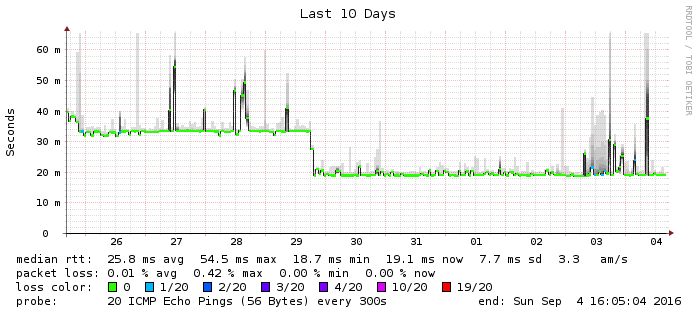 Last 10 Days
RRDTOOL / TOBI OETIKER
Seconds
60 m
50 m
40 m
30 m
20 m
10 m
0
26 27 28 29 30 31 01 02 03 04
median rtt: 25.8 ms avg 54.5 ms max 18.7 ms min 19.1 ms now 7.7 ms sd 3.3 am/s
packet loss: 0.01 % avg 0.42 % max 0.00 % min 0.00 % now
loss color: 0 1/20 2/20 3/20 4/20 10/20 19/20
probe: 20 ICMP Echo Pings (56 Bytes) every 300s end: Sun Sep 4 16:05:04 2016